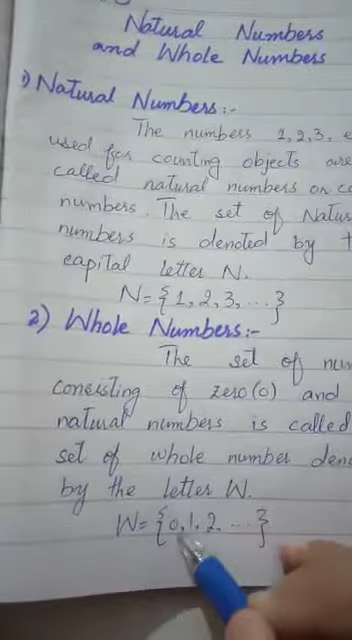 Natural Numbers
and Whole Numbers
1) Natural Numbers:-
The numbers 1,2,3,
used for counting objects are
called natural numbers or
numbers. The set of
numbers is denoted by
capital letter N.
N={1,2,3,...}
2) Whole Numbers:-
The set of
consisting of zero(0) and
natural numbers is called
set of whole number
by the letter W.
W={0,1,2...}